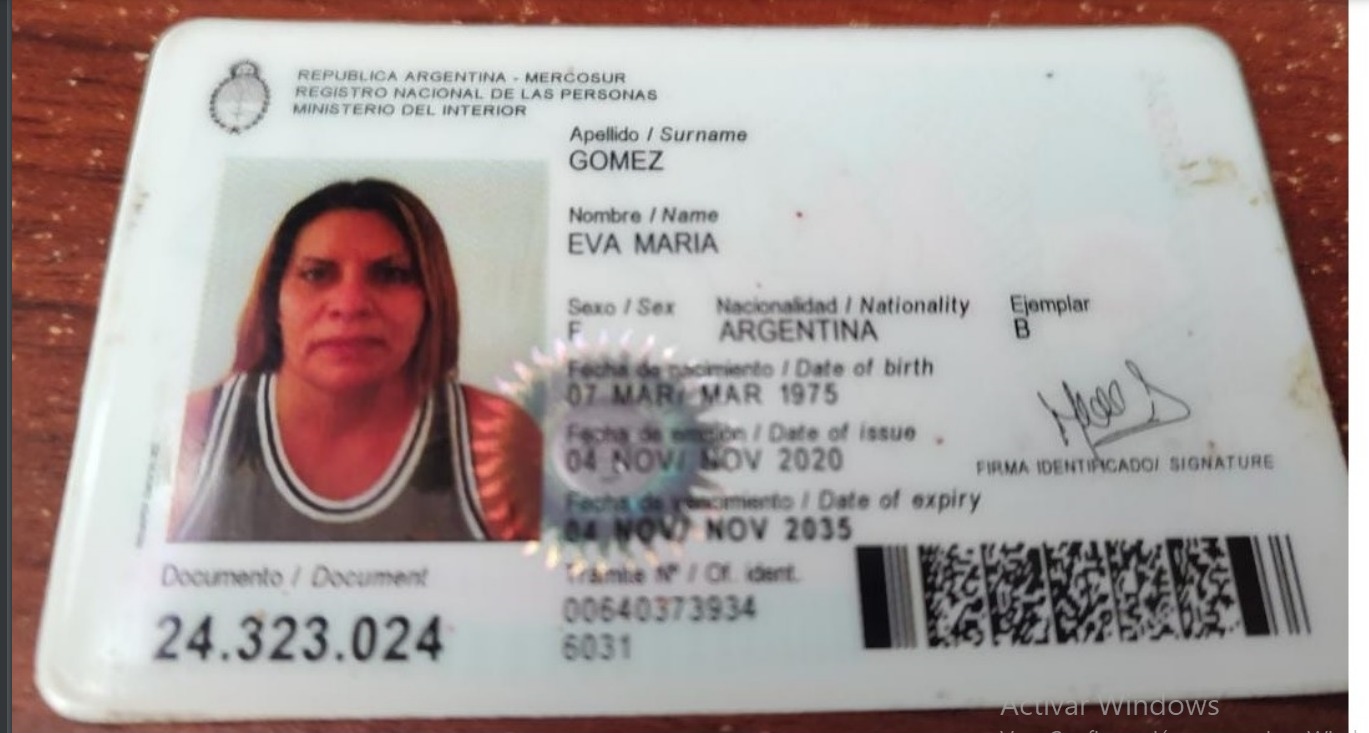 REPUBLICA ARGENTINA - MERCOSUR
REGISTRO NACIONAL DE LAS PERSONAS
MINISTERIO DEL INTERIOR
Apellido / Surname
GOMEZ
Nombre / Name
EVA MARIA
Sexo / Sex Nacionalidad / Nationality Ejemplar
F ARGENTINA B
Fecha de nacimiento / Date of birth
07 MAR/ MAR 1975
Fecha de emisión / Date of issue
04 NOV/ NOV 2020
FIRMA IDENTIFICADO/ SIGNATURE
Fecha de vencimiento / Date of expiry
04 NOV/ NOV 2035
Documento / Document
24.323.024
Trámite Nº / Of. ident.
00640373934
6031
Activar Windows